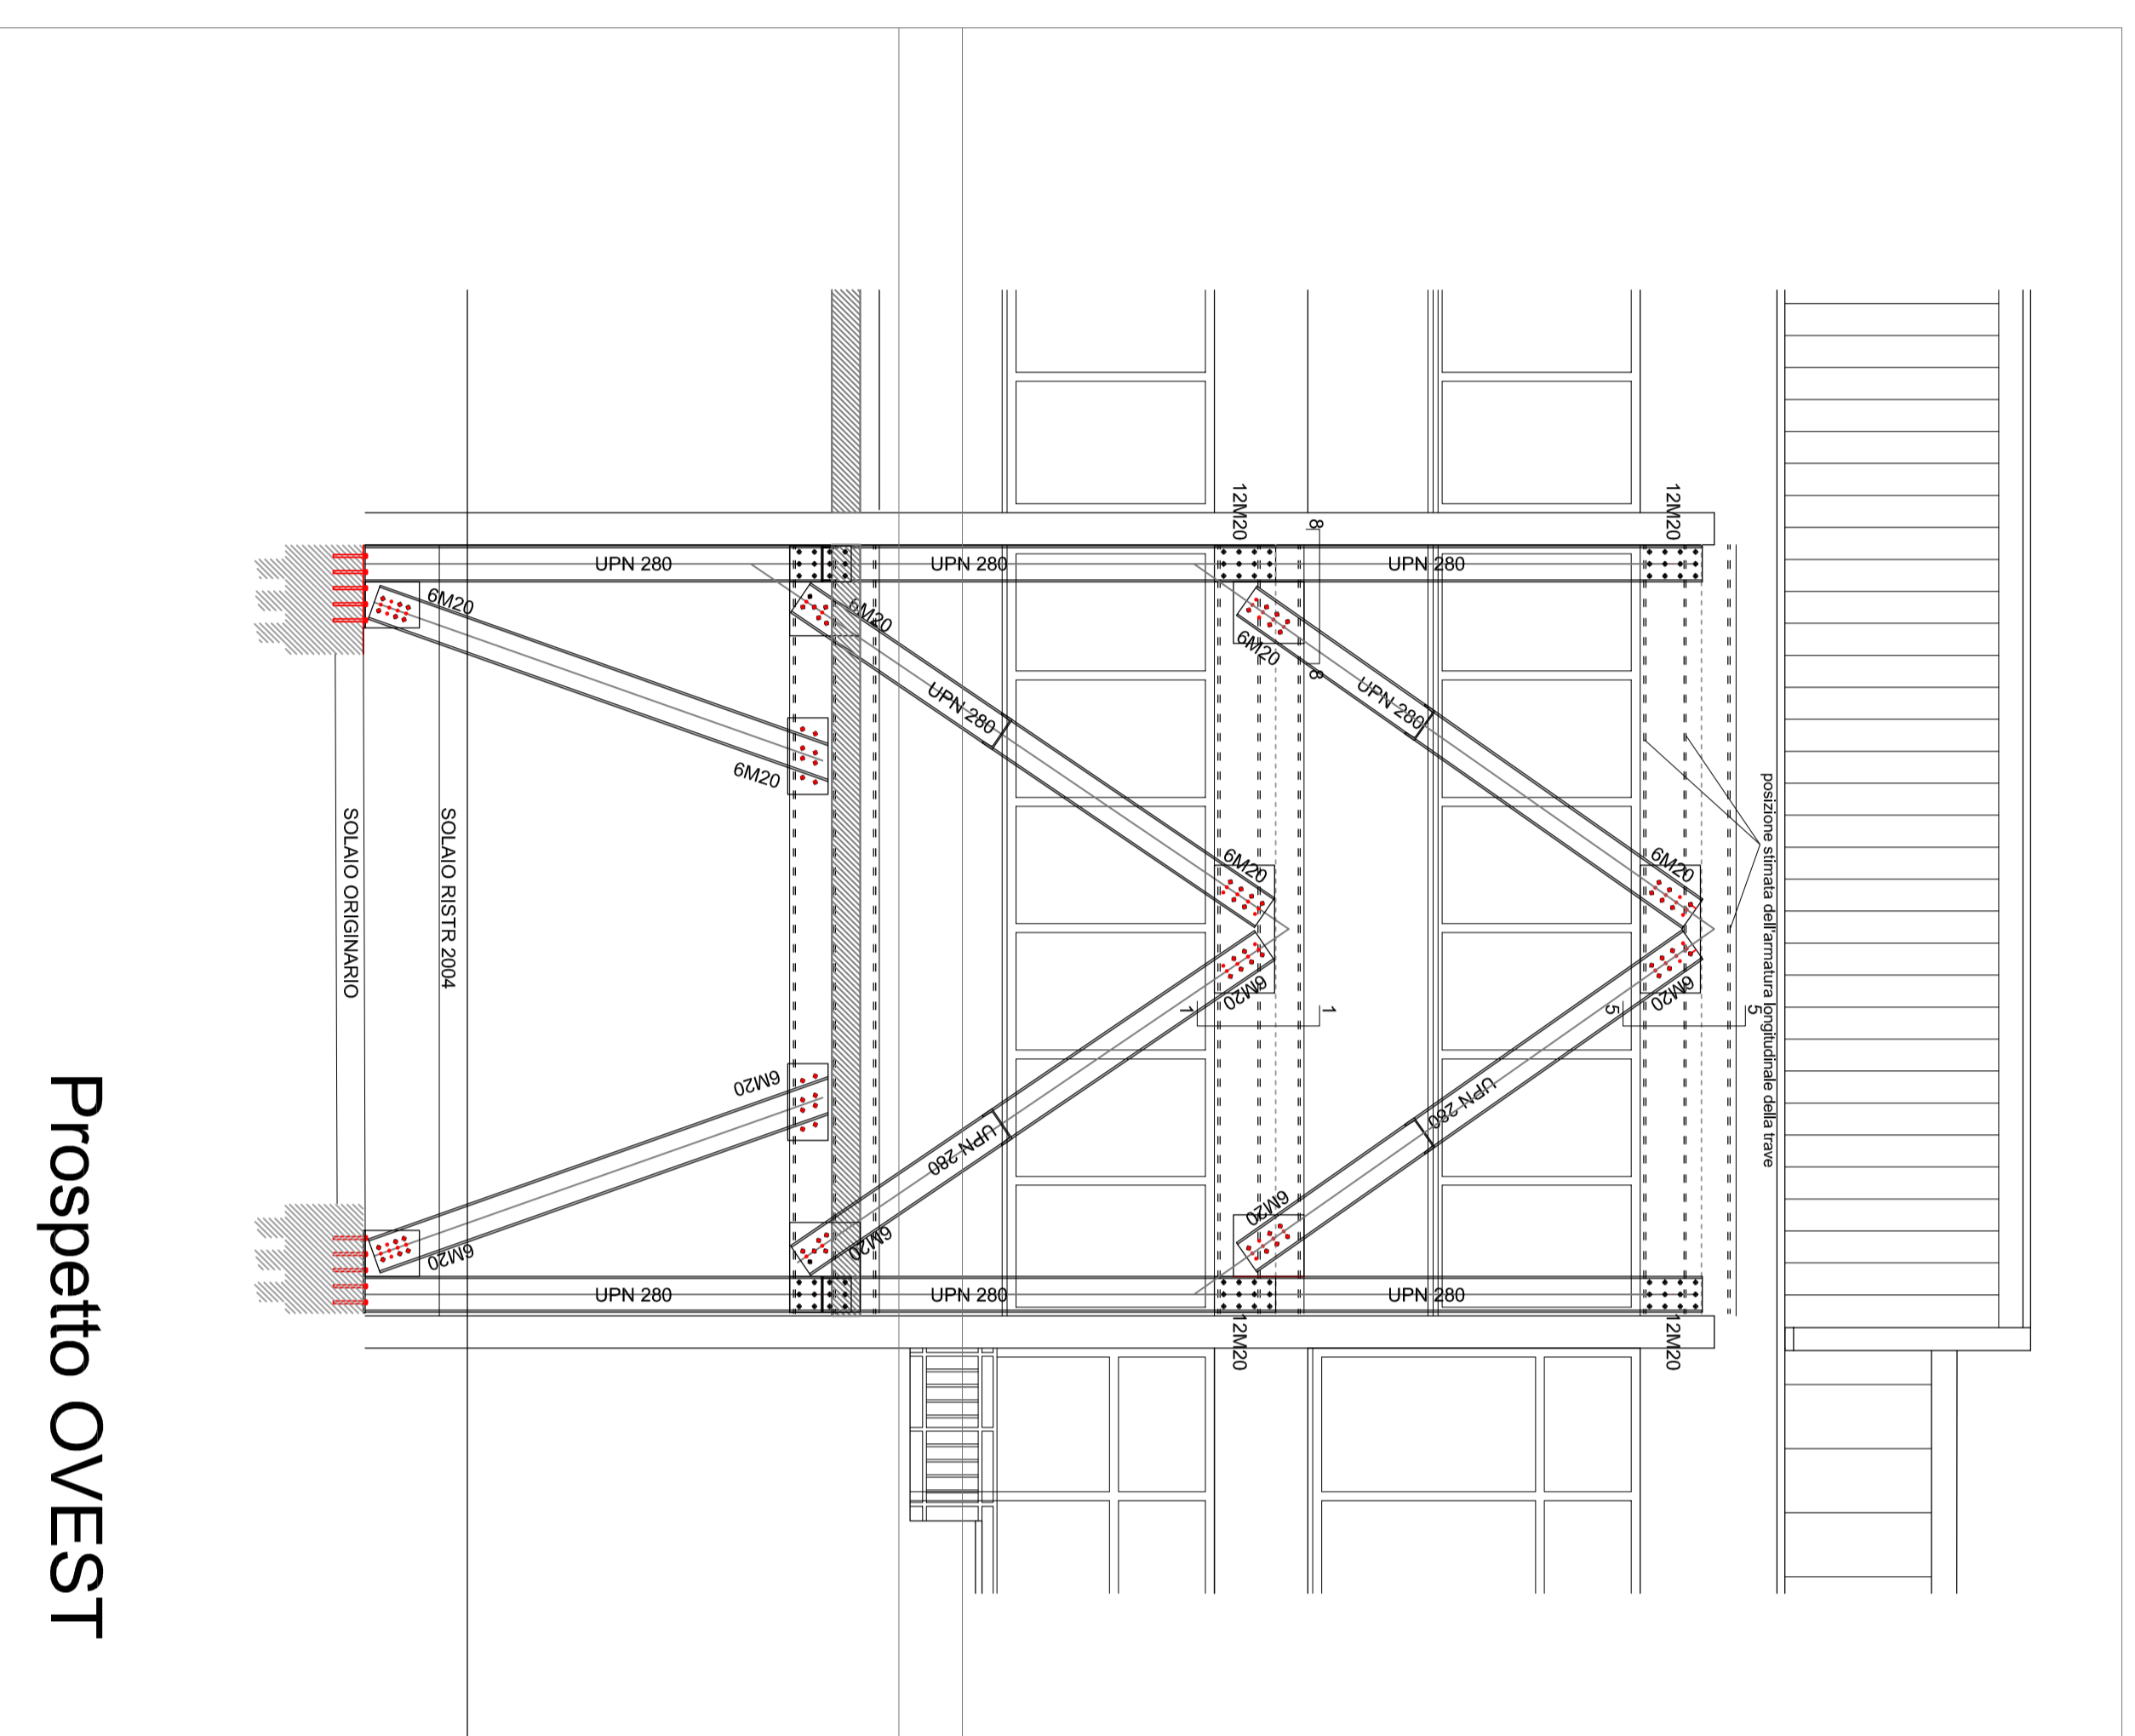 posizione stimata dell'armatura longitudinale della trave
12M20
12M20
6M20
6M20
6M20
6M20
5
5
UPN 280
UPN 280
UPN 280
UPN 280
8
8
6M20
6M20
12M20
12M20
6M20
6M20
1
1
UPN 280
UPN 280
UPN 280
UPN 280
6M20
6M20
6M20
6M20
UPN 280
UPN 280
6M20
6M20
SOLAIO RISTR 2004
SOLAIO ORIGINARIO
Prospetto OVEST